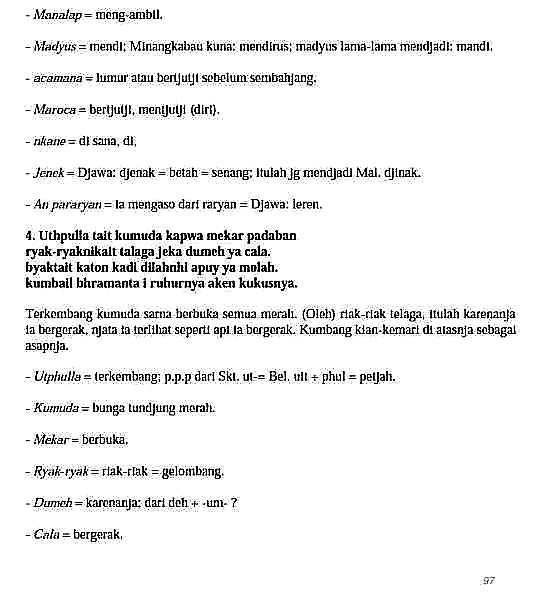 - Manalap = meng-ambil.
- Madyus = mendi; Minangkabau kuna: mendirus; madyus lama-lama mendjadi: mandi.
- acamana = lumur atau bertjutji sebelum sembahjang.
- Maroca = bertjutji, mentjutji (diri).
- nkane = di sana, di,
- Jenek = Djawa: djenak = betah = senang; itulah jg mendjadi Mal. djinak.
- An pararyan = ia mengaso dari raryan = Djawa: leren.
4. Uthpulla tait kumuda kapwa mekar padaban
ryak-ryaknikait talaga jeka dumeh ya cala.
byaktait katon kadi dilahnhi apuy ya molah.
kumbail bhramanta i ruhurnya aken kukusnya.
Terkembang kumuda sama berbuka semua merah. (Oleh) riak-riak telaga, itulah karenanja
ia bergerak, njata ia terlihat seperti api ia bergerak. Kumbang kian-kemari di atasnja sebagai
asapnja.
- Utphulla = terkembang; p.p.p dari Skt. ut-= Bel. uit + phul = petjah.
- Kumuda = bunga tundjung merah.
- Mekar = berbuka.
- Ryak-ryak = riak-riak = gelombang.
- Dumeh = karenanja; dari deh + -um- ?
- Cala = bergerak.
97